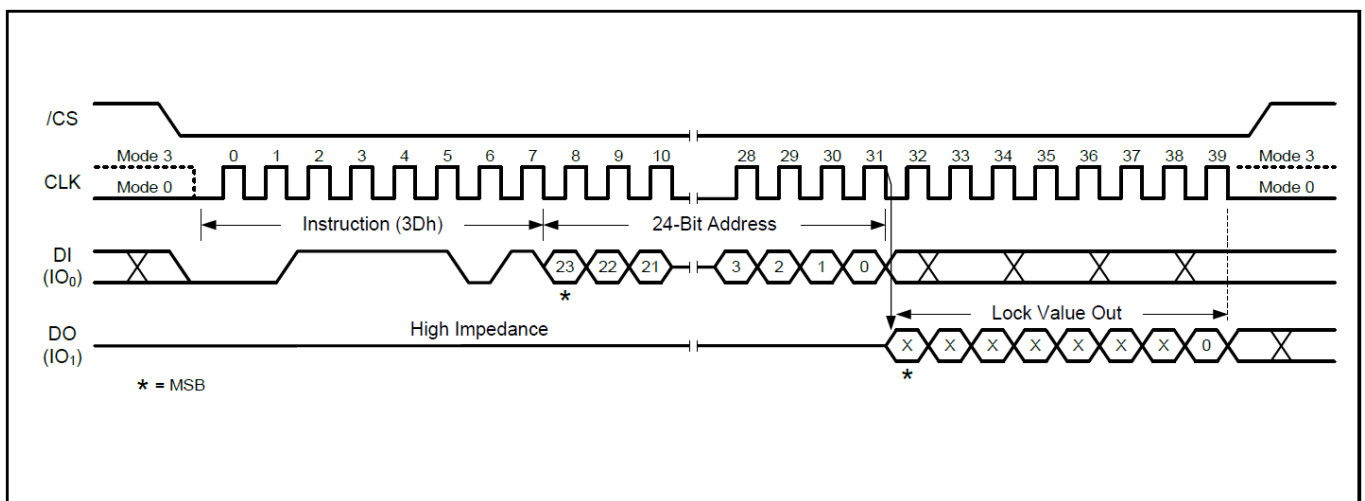 /CS
Mode 3 0 1 2 3 4 5 6 7 8 9 10 28 29 30 31 32 33 34 35 36 37 38 39 Mode 3
CLK
Mode 0 Mode 0
Instruction (3Dh) 24-Bit Address
DI
(IO₀)
23 22 21 3 2 1 0
*
High Impedance Lock Value Out
DO
(IO₁)
X X X X X X X 0
* = MSB *